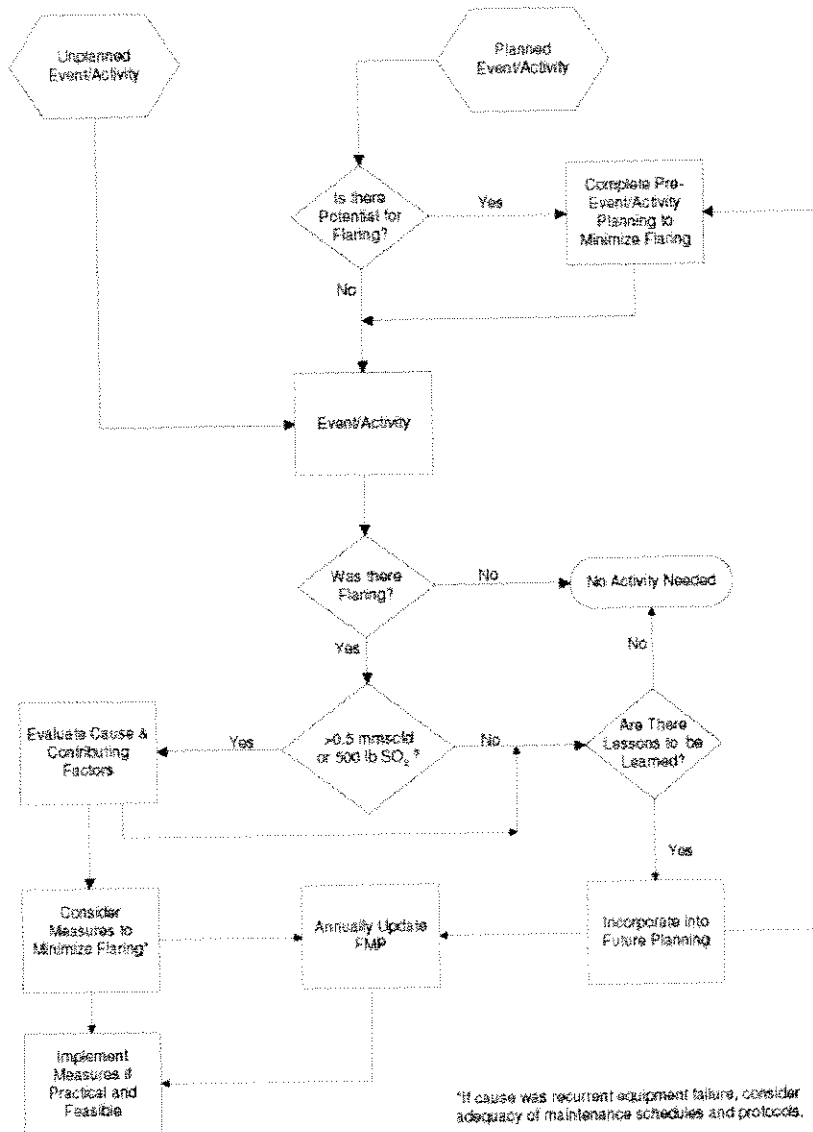 Unplanned
Event/Activity
Planned
Event/Activity
Is there
Potential for
Flaring?
Yes
Complete Pre-
Event/Activity
Planning to
Minimize Flaring
No
Event/Activity
Was there
Flaring?
No
No Activity Needed
Yes
No
Evaluate Cause &
Contributing
Factors
Yes
>0.5 mmscfd
or 500 lb SO₂ ?
No
Are There
Lessons to be
Learned?
Yes
Consider
Measures to
Minimize Flaring*
Annually Update
FMP
Incorporate into
Future Planning
Implement
Measures if
Practical and
Feasible
*If cause was recurrent equipment failure, consider
adequacy of maintenance schedules and protocols.